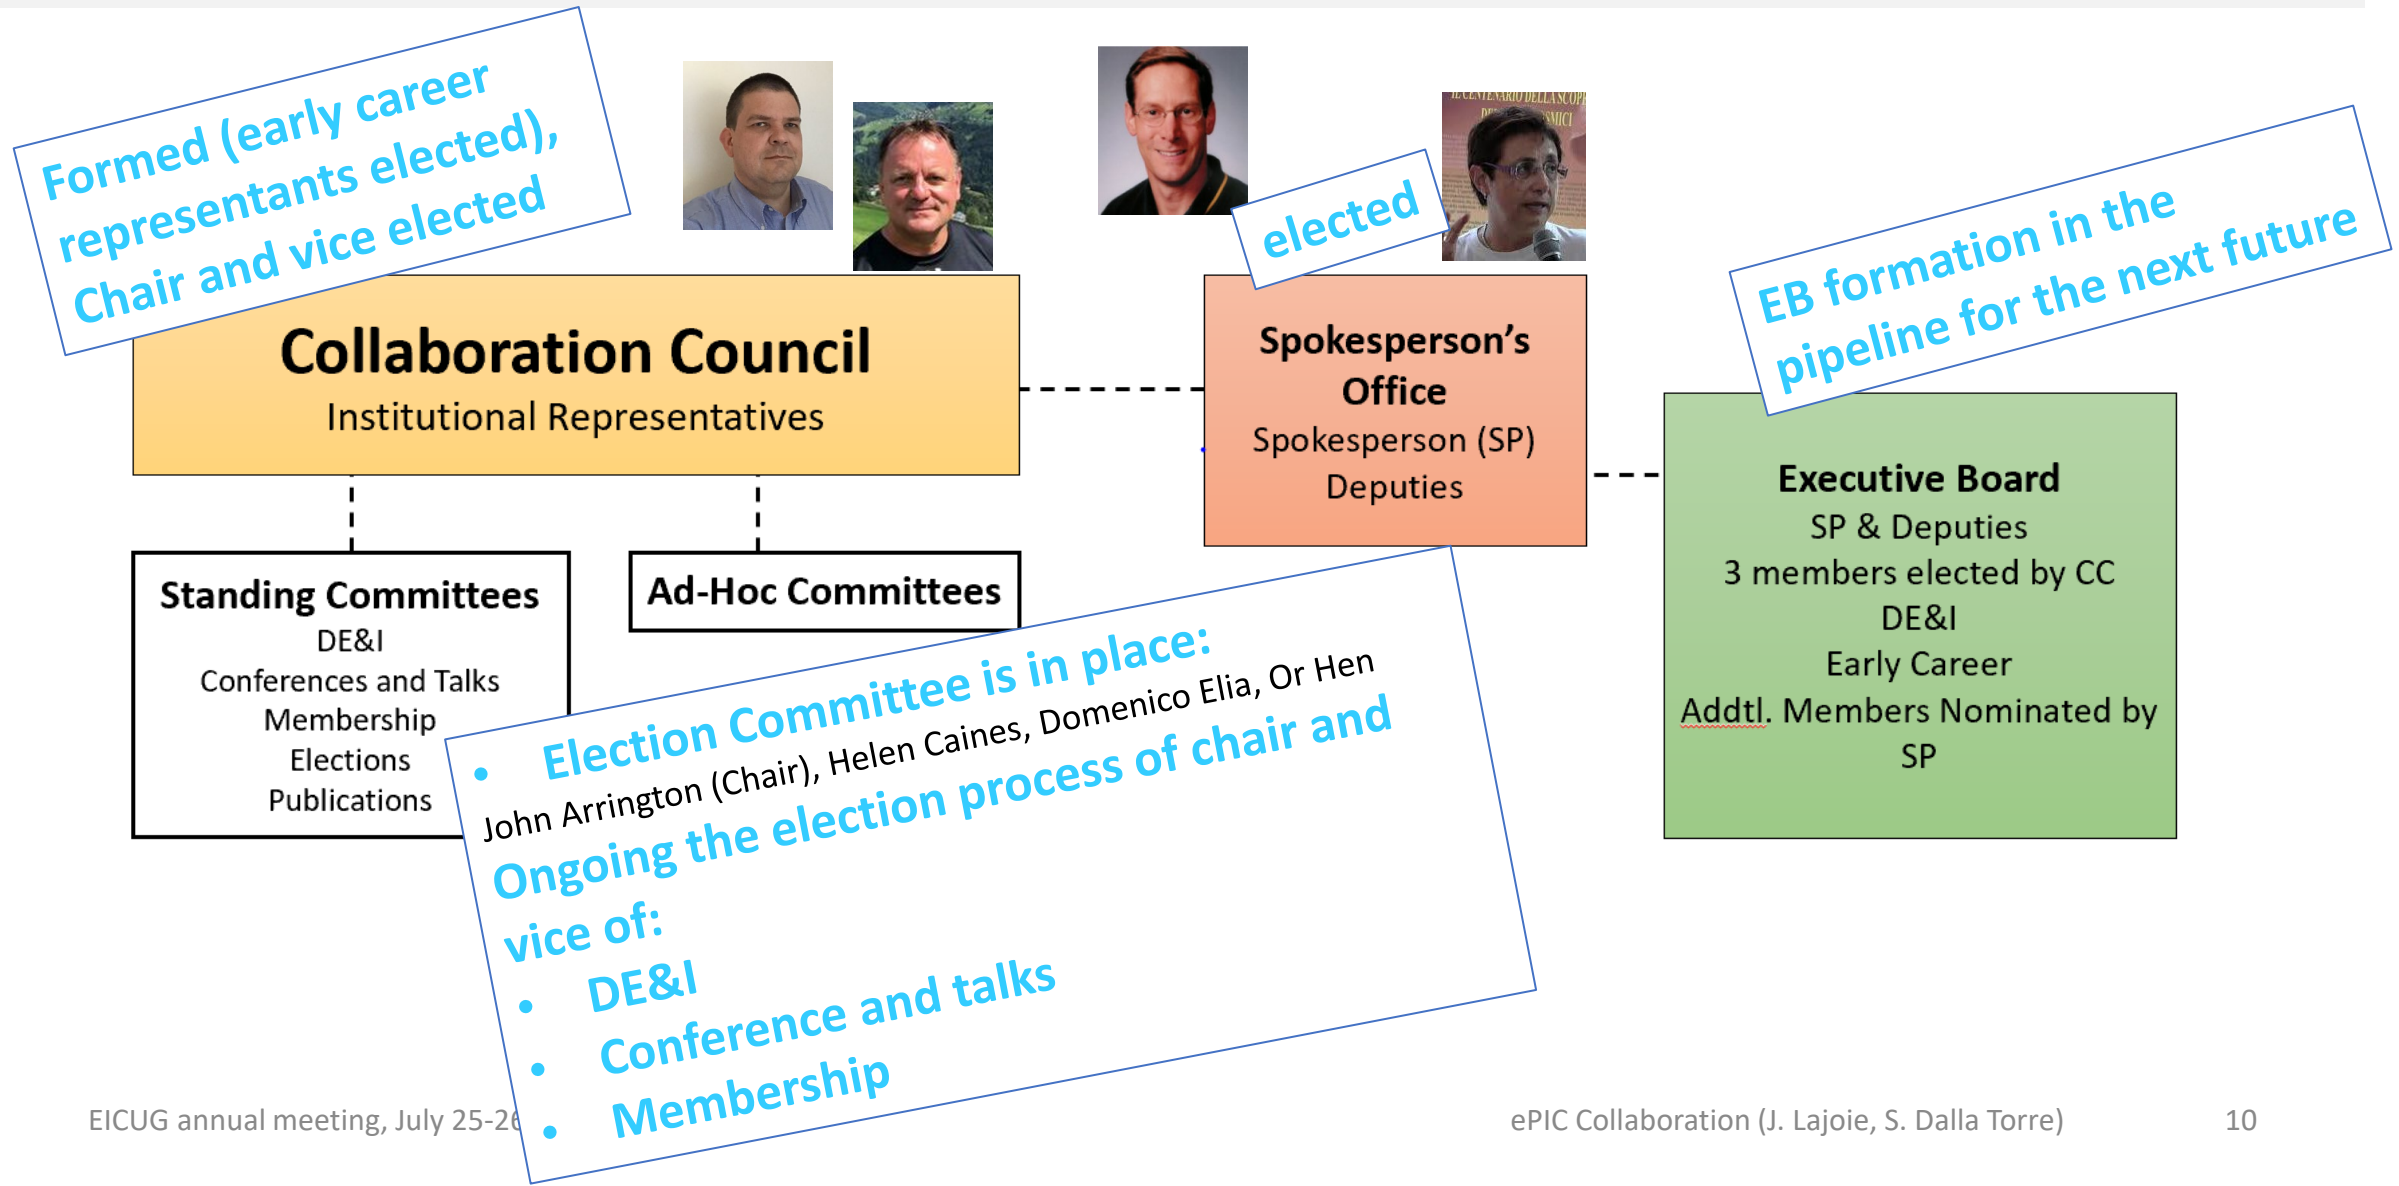 Formed (early career
representants elected),
Chair and vice elected
elected
EB formation in the
pipeline for the next future
Collaboration Council
Institutional Representatives
Spokesperson's
Office
Spokesperson (SP)
Deputies
Executive Board
SP & Deputies
3 members elected by CC
DE&I
Early Career
Addtl. Members Nominated by
SP
Standing Committees
DE&I
Conferences and Talks
Membership
Elections
Publications
Ad-Hoc Committees
• Election Committee is in place:
John Arrington (Chair), Helen Caines, Domenico Elia, Or Hen
Ongoing the election process of chair and
vice of:
• DE&I
• Conference and talks
• Membership
EICUG annual meeting, July 25-26
ePIC Collaboration (J. Lajoie, S. Dalla Torre)
10